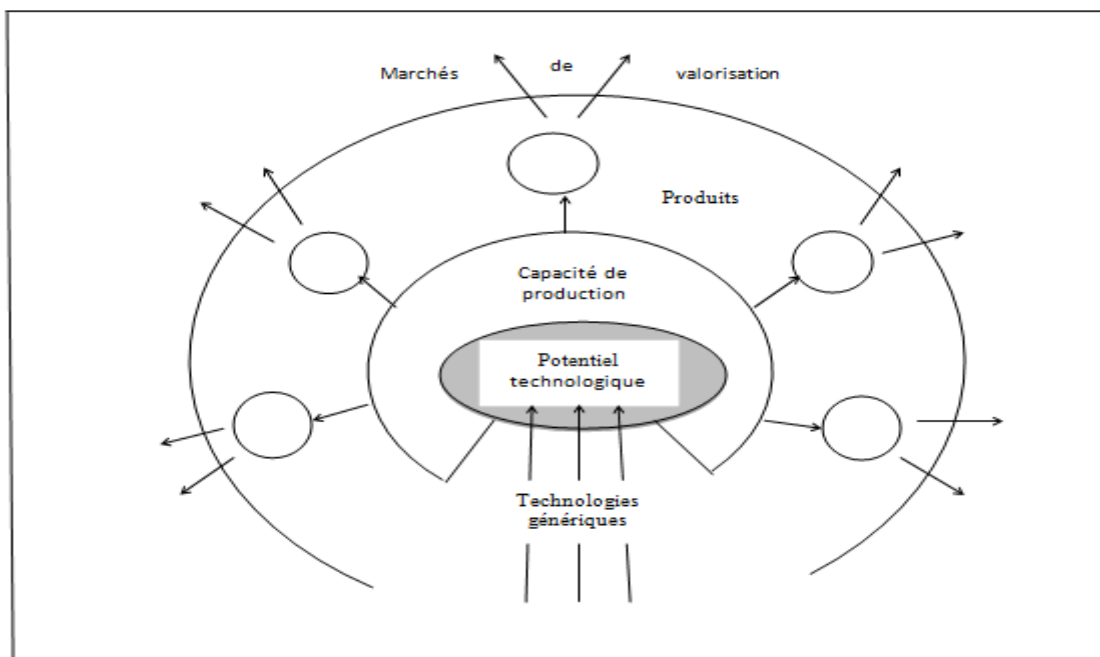 Marchés de valorisation
Produits
Capacité de
production
Potentiel
technologique
Technologies
génériques